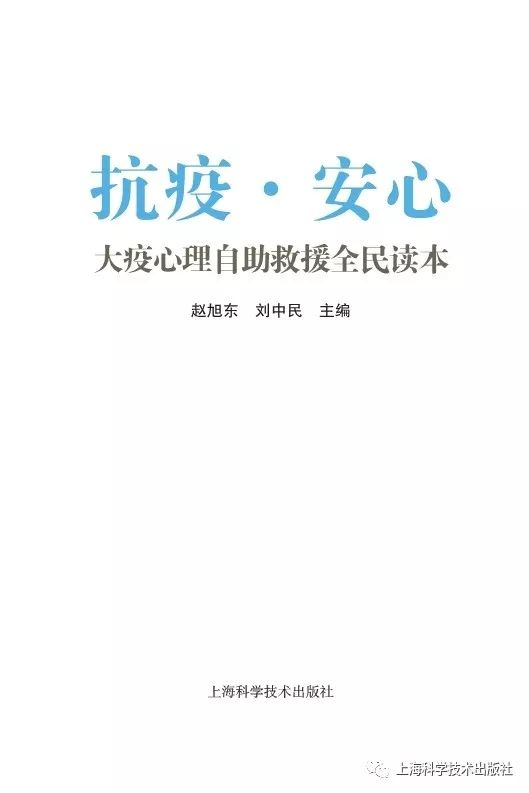 抗疫·安心
大疫心理自助救援全民读本
赵旭东 刘中民 主编
上海科学技术出版社
上海科学技术出版社